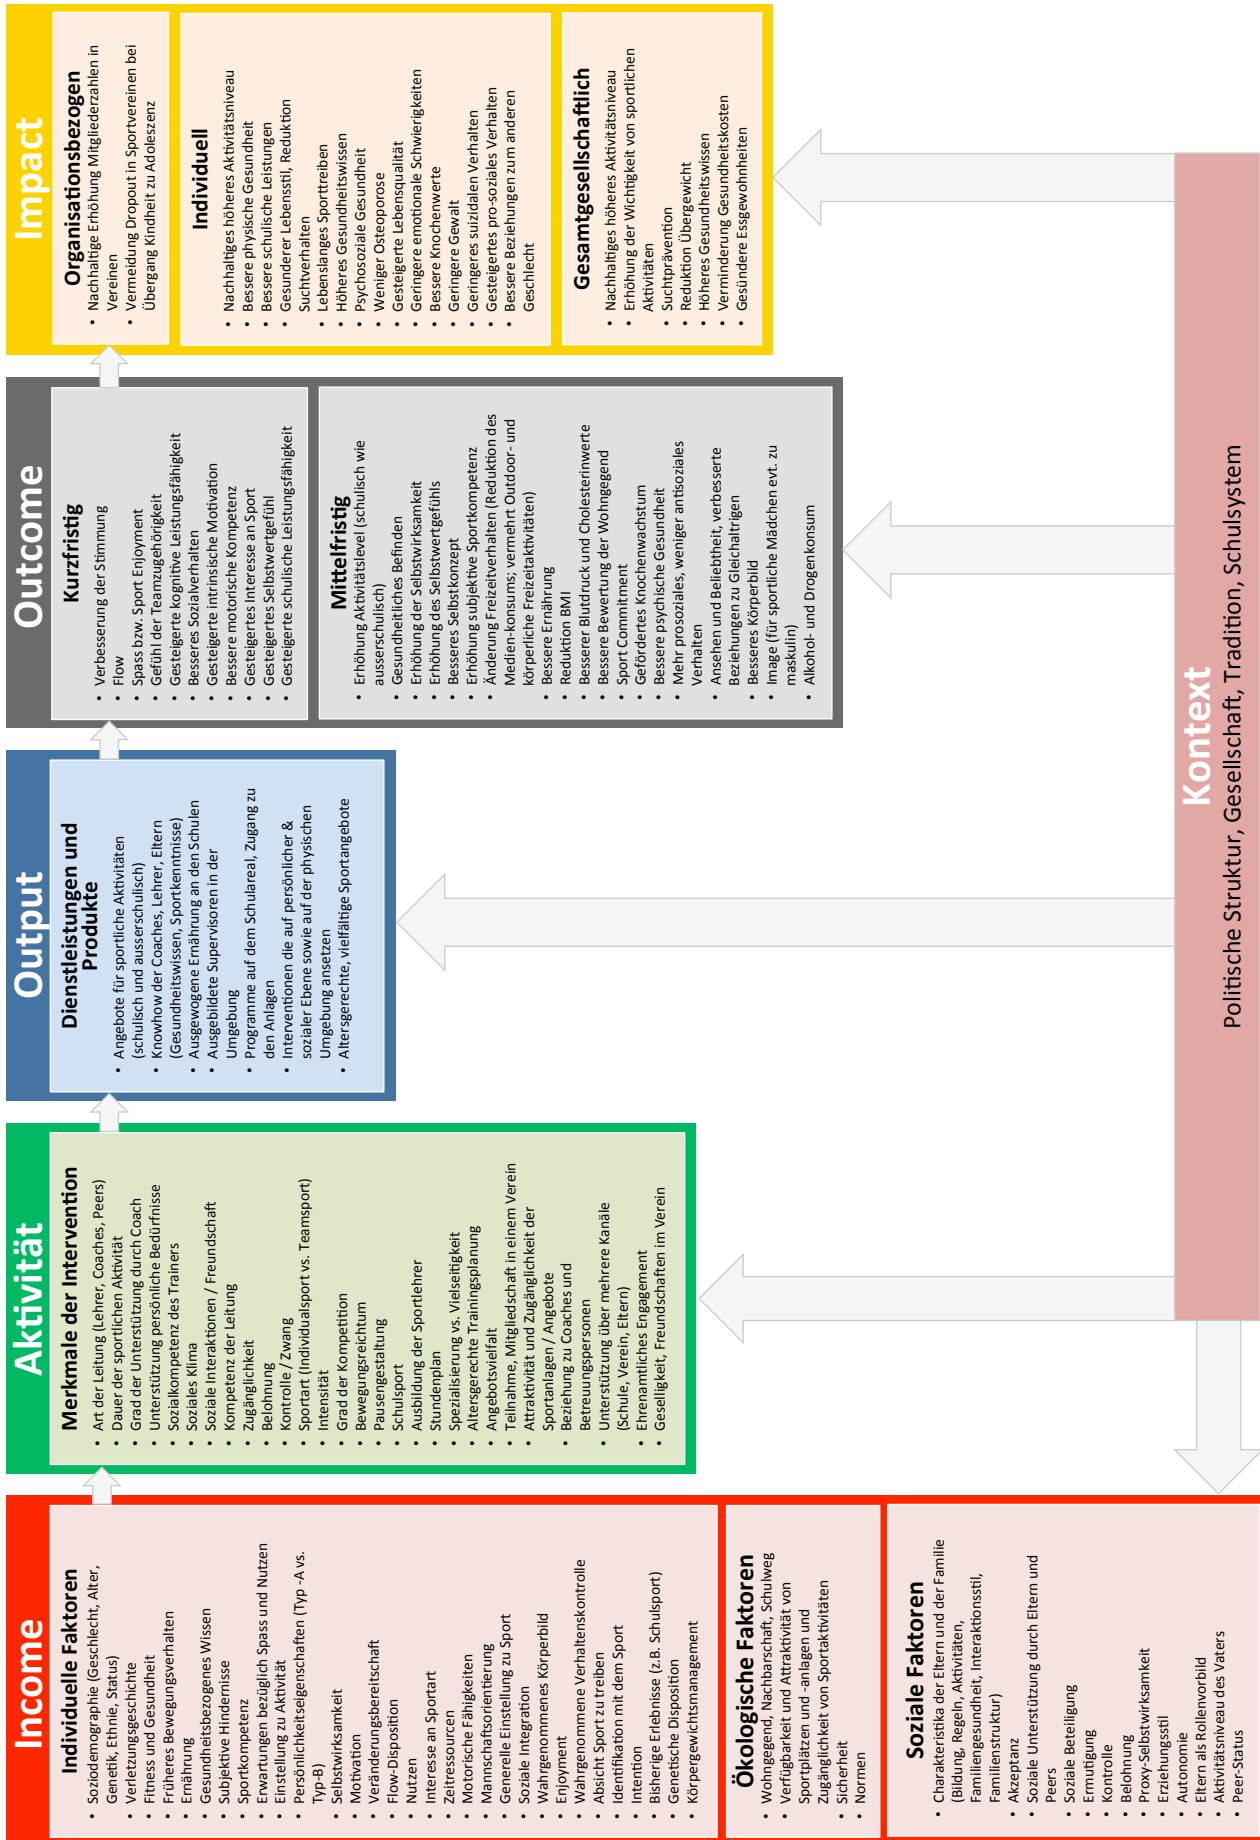 Income
Individuelle Faktoren
• Soziodemographie (Geschlecht, Alter,
Genetik, Ethnie, Status)
• Verletzungsgeschichte
• Fitness und Gesundheit
• Früheres Bewegungsverhalten
• Ernährung
• Gesundheitsbezogenes Wissen
• Subjektive Hindernisse
• Sportkompetenz
• Erwartungen bezüglich Spass und Nutzen
• Einstellung zu Aktivität
• Persönlichkeitseigenschaften (Typ -A vs.
Typ-B)
• Selbstwirksamkeit
• Motivation
• Veränderungsbereitschaft
• Flow-Disposition
• Nutzen
• Interesse an Sportart
• Zeitressourcen
• Motorische Fähigkeiten
• Mannschaftsorientierung
• Generelle Einstellung zu Sport
• Soziale Integration
• Wahrgenommenes Körperbild
• Enjoyment
• Wahrgenommene Verhaltenskontrolle
• Absicht Sport zu treiben
• Identifikation mit dem Sport
• Intention
• Bisherige Erlebnisse (z.B. Schulsport)
• Genetische Disposition
• Körpergewichtsmanagement
Ökologische Faktoren
• Wohngegend, Nachbarschaft, Schulweg
• Verfügbarkeit und Attraktivität von
Sportplätzen und -anlagen und
Zugänglichkeit von Sportaktivitäten
• Sicherheit
• Normen
Soziale Faktoren
• Charakteristika der Eltern und der Familie
(Bildung, Regeln, Aktivitäten,
Familiengesundheit, Interaktionsstil,
Familienstruktur)
• Akzeptanz
• Soziale Unterstützung durch Eltern und
Peers
• Soziale Beteiligung
• Ermutigung
• Kontrolle
• Belohnung
• Proxy-Selbstwirksamkeit
• Erziehungsstil
• Autonomie
• Eltern als Rollenvorbild
• Aktivitätsniveau des Vaters
• Peer-Status
Aktivität
Merkmale der Intervention
• Art der Leitung (Lehrer, Coaches, Peers)
• Dauer der sportlichen Aktivität
• Grad der Unterstützung durch Coach
• Unterstützung persönliche Bedürfnisse
• Sozialkompetenz des Trainers
• Soziales Klima
• Soziale Interaktionen / Freundschaft
• Kompetenz der Leitung
• Zugänglichkeit
• Belohnung
• Kontrolle / Zwang
• Sportart (Individualsport vs. Teamsport)
• Intensität
• Grad der Kompetition
• Bewegungsreichtum
• Pausengestaltung
• Schulsport
• Ausbildung der Sportlehrer
• Stundenplan
• Spezialisierung vs. Vielseitigkeit
• Altersgerechte Trainingsplanung
• Angebotsvielfalt
• Teilnahme, Mitgliedschaft in einem Verein
• Attraktivität und Zugänglichkeit der
Sportanlagen / Angebote
• Beziehung zu Coaches und
Betreuungspersonen
• Unterstützung über mehrere Kanäle
(Schule, Verein, Eltern)
• Ehrenamtliches Engagement
• Geselligkeit, Freundschaften im Verein
Output
Dienstleistungen und
Produkte
• Angebote für sportliche Aktivitäten
(schulisch und ausserschulisch)
• Knowhow der Coaches, Lehrer, Eltern
(Gesundheitswissen, Sportkenntnisse)
• Ausgewogene Ernährung an den Schulen
• Ausgebildete Supervisoren in der
Umgebung
• Programme auf dem Schulareal, Zugang zu
den Anlagen
• Interventionen die auf persönlicher &
sozialer Ebene sowie auf der physischen
Umgebung ansetzen
• Altersgerechte, vielfältige Sportangebote
Outcome
Kurzfristig
• Verbesserung der Stimmung
• Flow
• Spass bzw. Sport Enjoyment
• Gefühl der Teamzugehörigkeit
• Gesteigerte kognitive Leistungsfähigkeit
• Besseres Sozialverhalten
• Gesteigerte intrinsische Motivation
• Bessere motorische Kompetenz
• Gesteigertes Interesse an Sport
• Gesteigertes Selbstwertgefühl
• Gesteigerte schulische Leistungsfähigkeit
Mittelfristig
• Erhöhung Aktivitätslevel (schulisch wie
ausserschulisch)
• Gesundheitliches Befinden
• Erhöhung der Selbstwirksamkeit
• Erhöhung des Selbstwertgefühls
• Besseres Selbstkonzept
• Erhöhung subjektive Sportkompetenz
• Änderung Freizeitverhalten (Reduktion des
Medien-konsums; vermehrt Outdoor- und
körperliche Freizeitaktivitäten)
• Bessere Ernährung
• Reduktion BMI
• Besserer Blutdruck und Cholesterinwerte
• Bessere Bewertung der Wohngegend
• Sport Commitment
• Gefördertes Knochenwachstum
• Bessere psychische Gesundheit
• Mehr prosoziales, weniger antisoziales
Verhalten
• Ansehen und Beliebtheit, verbesserte
Beziehungen zu Gleichaltrigen
• Besseres Körperbild
• Image (für sportliche Mädchen evt. zu
maskulin)
• Alkohol- und Drogenkonsum
Impact
Organisationsbezogen
• Nachhaltige Erhöhung Mitgliederzahlen in
Vereinen
• Vermeidung Dropout in Sportvereinen bei
Übergang Kindheit zu Adoleszenz
Individuell
• Nachhaltiges höheres Aktivitätsniveau
• Bessere physische Gesundheit
• Bessere schulische Leistungen
• Gesunderer Lebensstil, Reduktion
Suchtverhalten
• Lebenslanges Sporttreiben
• Höheres Gesundheitswissen
• Psychosoziale Gesundheit
• Weniger Osteoporose
• Gesteigerte Lebensqualität
• Geringere emotionale Schwierigkeiten
• Bessere Knochenwerte
• Geringere Gewalt
• Geringeres suizidalen Verhalten
• Gesteigertes pro-soziales Verhalten
• Bessere Beziehungen zum anderen
Geschlecht
Gesamtgesellschaftlich
• Nachhaltiges höheres Aktivitätsniveau
• Erhöhung der Wichtigkeit von sportlichen
Aktivitäten
• Suchtprävention
• Reduktion Übergewicht
• Höheres Gesundheitswissen
• Verminderung Gesundheitskosten
• Gesündere Essgewohnheiten
Kontext
Politische Struktur, Gesellschaft, Tradition, Schulsystem